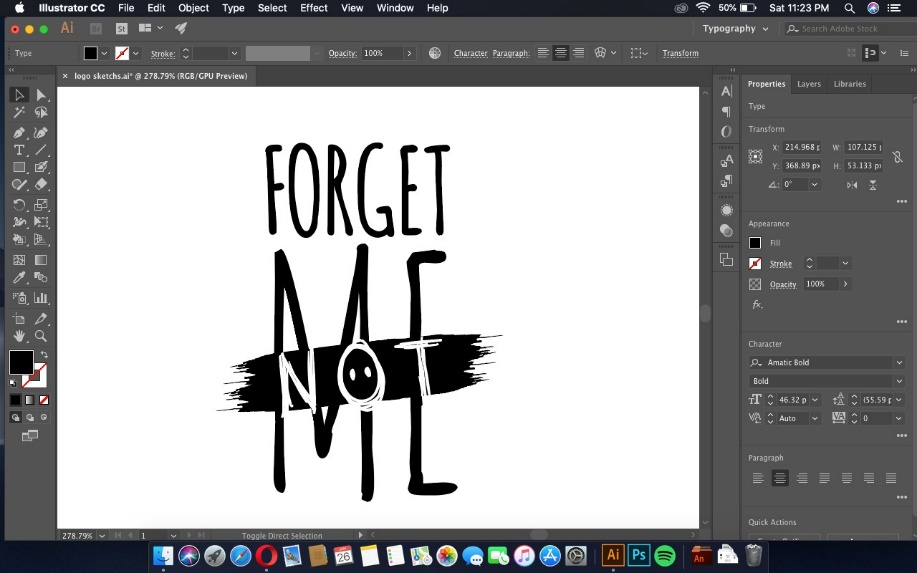 Illustrator CC File Edit Object Type Select Effect View Window Help 50% Sat 11:23 PM
Ai Br St Typography Search Adobe Stock
Type Stroke: Opacity: 100% Character Paragraph: Transform
× logo sketchs.ai* @ 278.79% (RGB/GPU Preview)
Properties Layers Libraries
Type
Transform
X: 214.968 W: 107.125
Y: 368.89 px H: 53.133
0°
Appearance
Fill
Stroke
Opacity 100%
fx.
Character
Amatic Bold
Bold
46.32 (55.59
Auto 0
Paragraph
Quick Actions
FORGET
ME
NOT
278.79% 1 Toggle Direct Selection
26
Ai Ps An